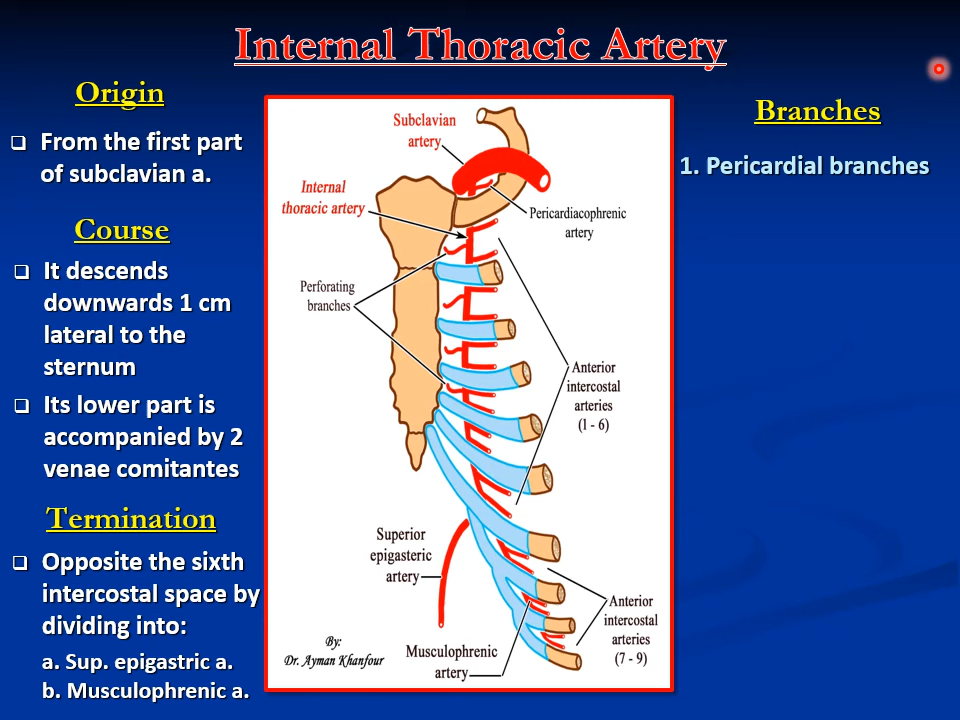 Internal Thoracic Artery
Origin
❑ From the first part
of subclavian a.
Course
❑ It descends
downwards 1 cm
lateral to the
sternum
❑ Its lower part is
accompanied by 2
venae comitantes
Termination
❑ Opposite the sixth
intercostal space by
dividing into:
a. Sup. epigastric a.
b. Musculophrenic a.
Subclavian
artery
Internal
thoracic artery
Pericardiacophrenic
artery
Perforating
branches
Anterior
intercostal
arteries
(1 - 6)
Superior
epigasteric
artery
Anterior
intercostal
arteries
(7 - 9)
Musculophrenic
artery
By:
Dr. Ayman Khanfour
Branches
1. Pericardial branches